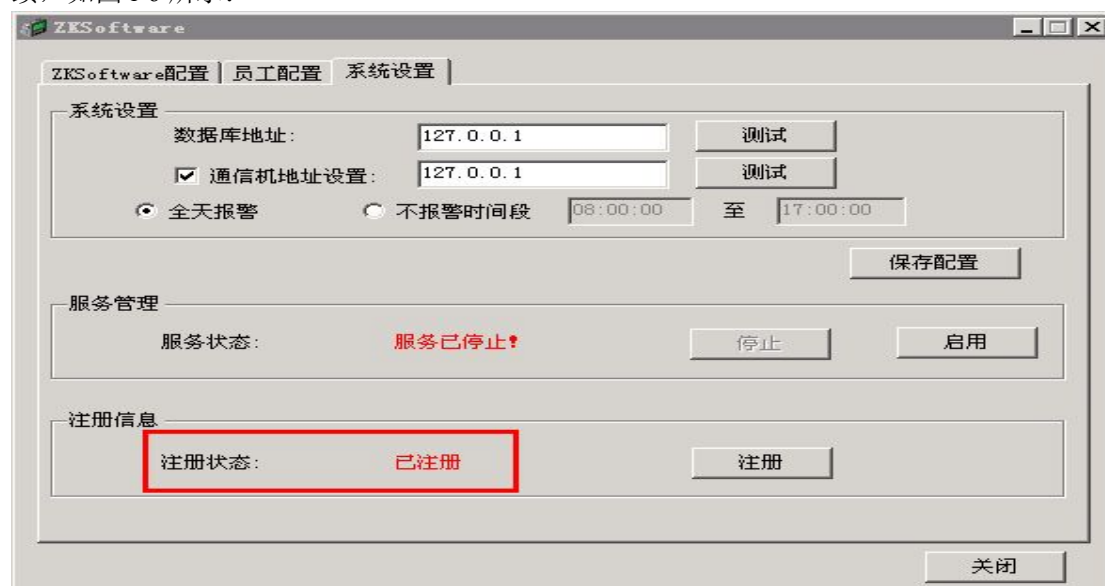 ZKSoftware
ZKSoftware配置 员工配置 系统设置
系统设置
数据库地址: 127.0.0.1 测试
通信机地址设置: 127.0.0.1 测试
全天报警 不报警时间段 08:00:00 至 17:00:00
保存配置
服务管理
服务状态: 服务已停止! 停止 启用
注册信息
注册状态: 已注册 注册
关闭